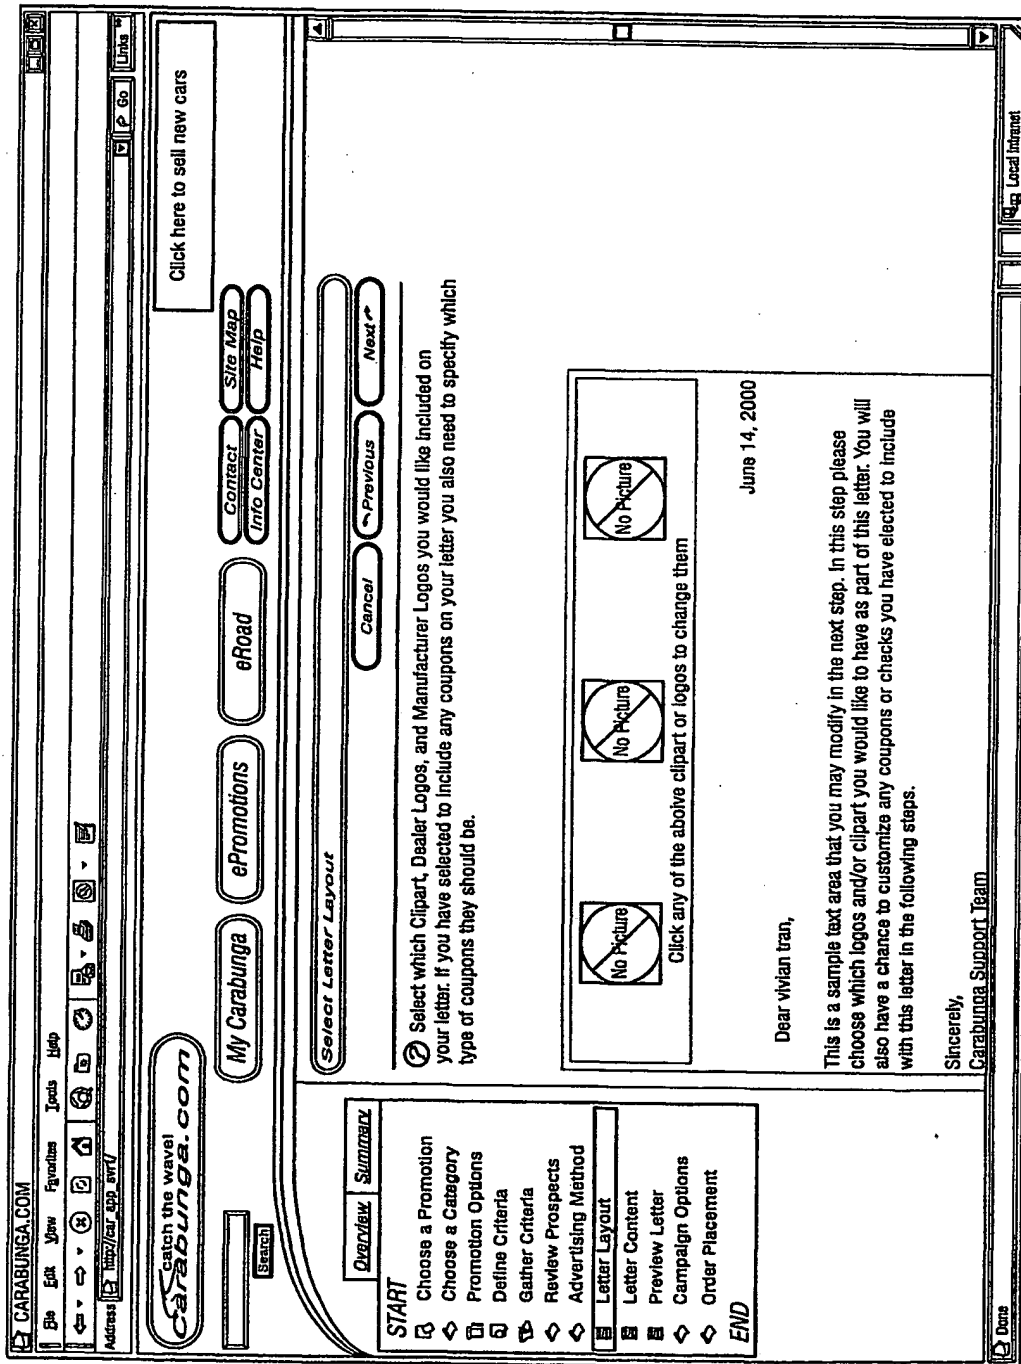 CARABUNGA.COM
File Edit View Favorites Tools Help
Address http://car_app_svr1/ Go Links »
catch the wave!
Carabunga.com
Click here to sell new cars
Search
My Carabunga ePromotions eRoad
Contact Site Map
Info Center Help
Overview Summary
START
Choose a Promotion
Choose a Category
Promotion Options
Define Criteria
Gather Criteria
Review Prospects
Advertising Method
Letter Layout
Letter Content
Preview Letter
Campaign Options
Order Placement
END
Select Letter Layout
Cancel Previous Next
? Select which Clipart, Dealer Logos, and Manufacturer Logos you would like included on
your letter. If you have selected to include any coupons on your letter you also need to specify which
type of coupons they should be.
No Picture No Picture No Picture
Click any of the aboive clipart or logos to change them
June 14, 2000
Dear vivian tran,
This is a sample text area that you may modify in the next step. In this step please
choose which logos and/or clipart you would like to have as part of this letter. You will
also have a chance to customize any coupons or checks you have elected to include
with this letter in the following steps.
Sincerely,
Carabunga Support Team
Done Local intranet